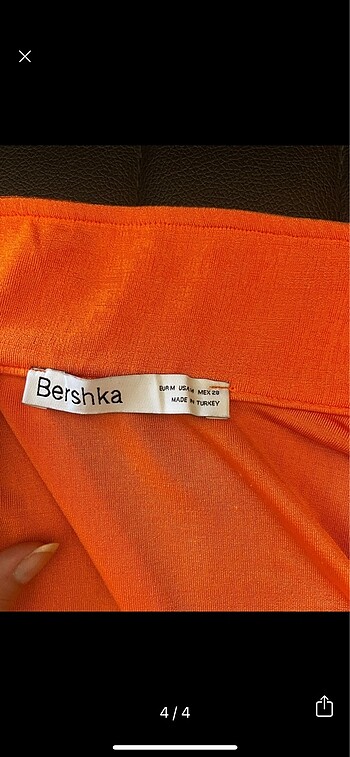 Bershka
EUR M USA M MEX 28
MADE IN TURKEY
4/4